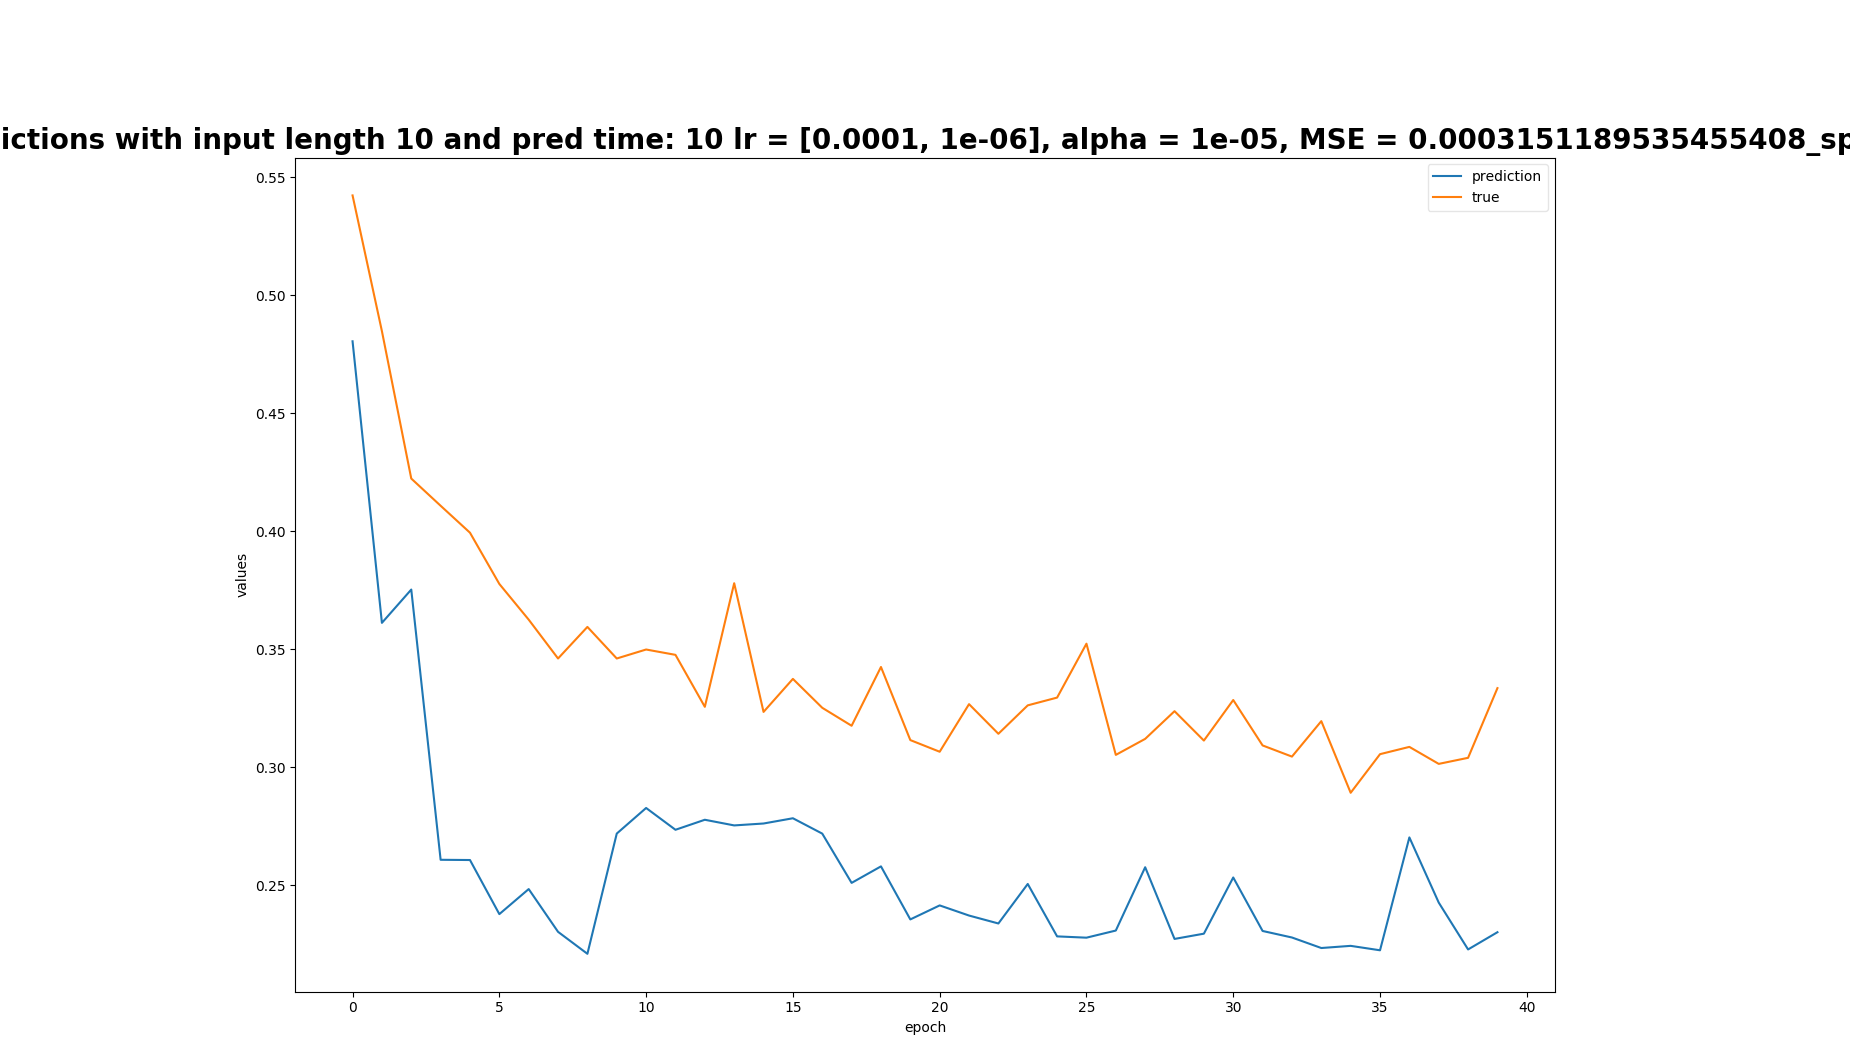 ictions with input length 10 and pred time: 10 lr = [0.0001, 1e-06], alpha = 1e-05, MSE = 0.0003151189535455408_sp
prediction
true
0.55
0.50
0.45
0.40
0.35
0.30
0.25
values
0 5 10 15 20 25 30 35 40
epoch